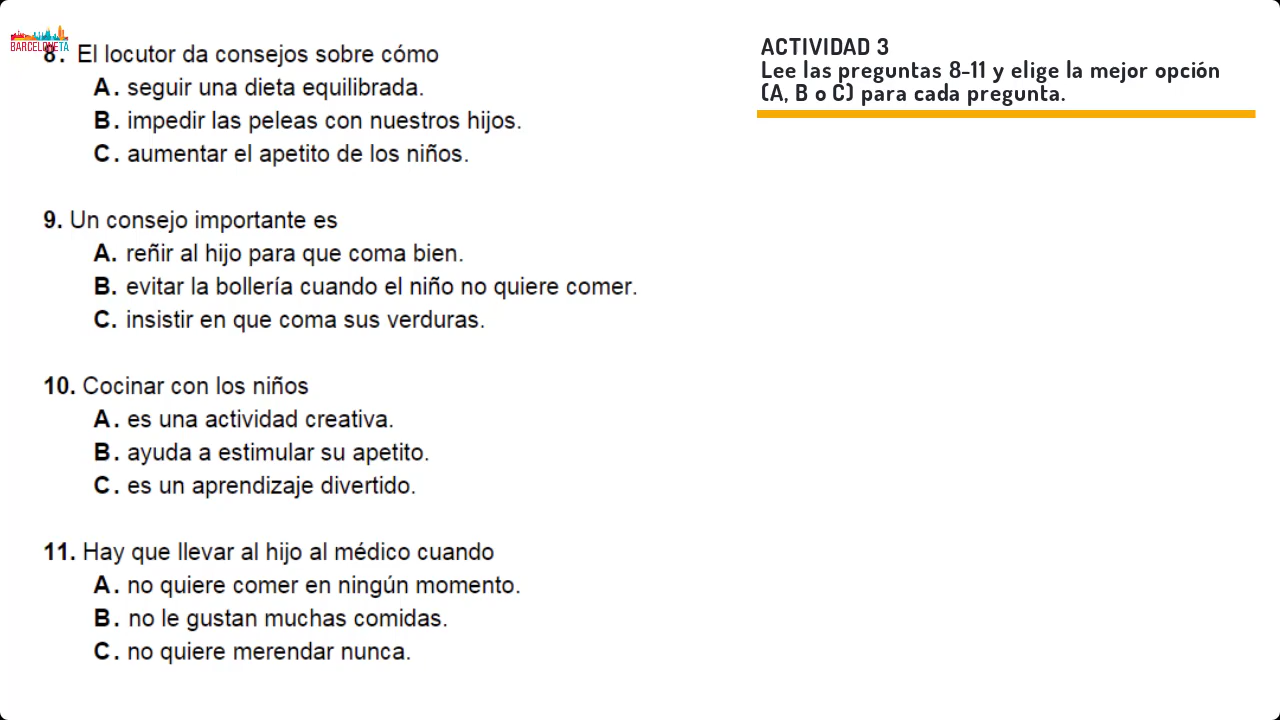 BARCELONETA
8. El locutor da consejos sobre cómo
A. seguir una dieta equilibrada.
B. impedir las peleas con nuestros hijos.
C. aumentar el apetito de los niños.
9. Un consejo importante es
A. reñir al hijo para que coma bien.
B. evitar la bollería cuando el niño no quiere comer.
C. insistir en que coma sus verduras.
10. Cocinar con los niños
A. es una actividad creativa.
B. ayuda a estimular su apetito.
C. es un aprendizaje divertido.
11. Hay que llevar al hijo al médico cuando
A. no quiere comer en ningún momento.
B. no le gustan muchas comidas.
C. no quiere merendar nunca.
ACTIVIDAD 3
Lee las preguntas 8-11 y elige la mejor opción
(A, B o C) para cada pregunta.